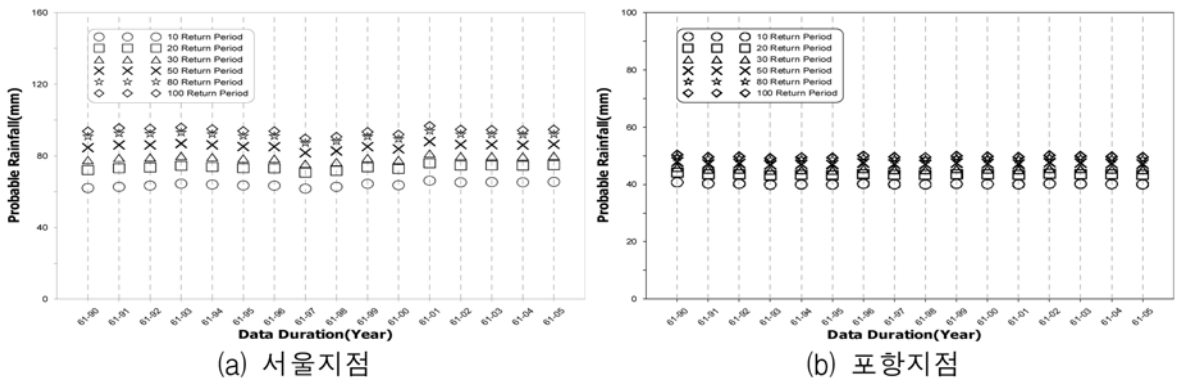 160
120
80
40
0
Probable Rainfall(mm)
10 Return Period
20 Return Period
30 Return Period
50 Return Period
80 Return Period
100 Return Period
61-90
61-91
61-92
61-93
61-94
61-95
61-96
61-97
61-98
61-99
61-00
61-01
61-02
61-03
61-04
61-05
Data Duration(Year)
(a) 서울지점
100
80
60
40
20
0
Probable Rainfall(mm)
10 Return Period
20 Return Period
30 Return Period
50 Return Period
80 Return Period
100 Return Period
61-90
61-91
61-92
61-93
61-94
61-95
61-96
61-97
61-98
61-99
61-00
61-01
61-02
61-03
61-04
61-05
Data Duration(Year)
(b) 포항지점